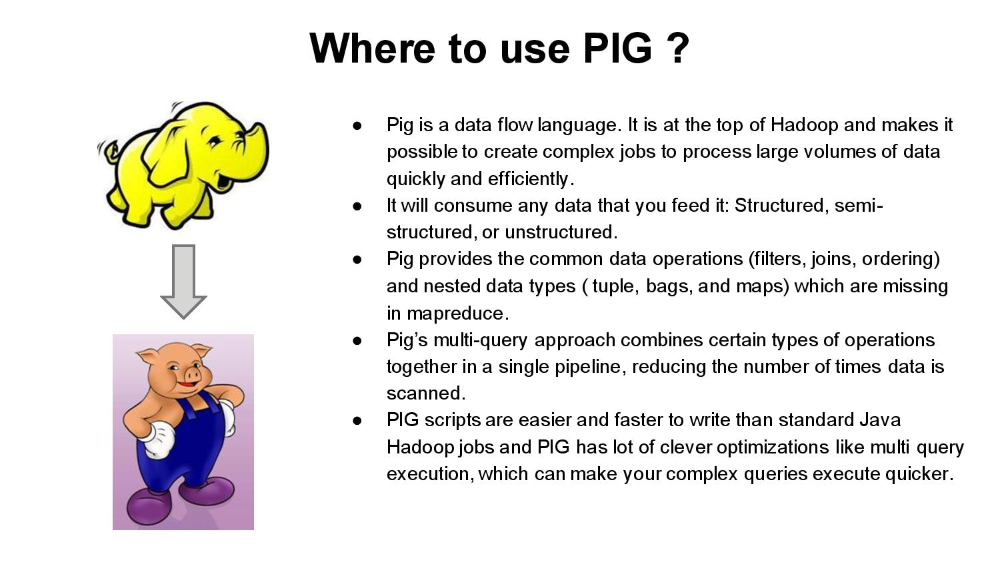 Where to use PIG ?
● Pig is a data flow language. It is at the top of Hadoop and makes it
possible to create complex jobs to process large volumes of data
quickly and efficiently.
● It will consume any data that you feed it: Structured, semi-
structured, or unstructured.
● Pig provides the common data operations (filters, joins, ordering)
and nested data types ( tuple, bags, and maps) which are missing
in mapreduce.
● Pig’s multi-query approach combines certain types of operations
together in a single pipeline, reducing the number of times data is
scanned.
● PIG scripts are easier and faster to write than standard Java
Hadoop jobs and PIG has lot of clever optimizations like multi query
execution, which can make your complex queries execute quicker.